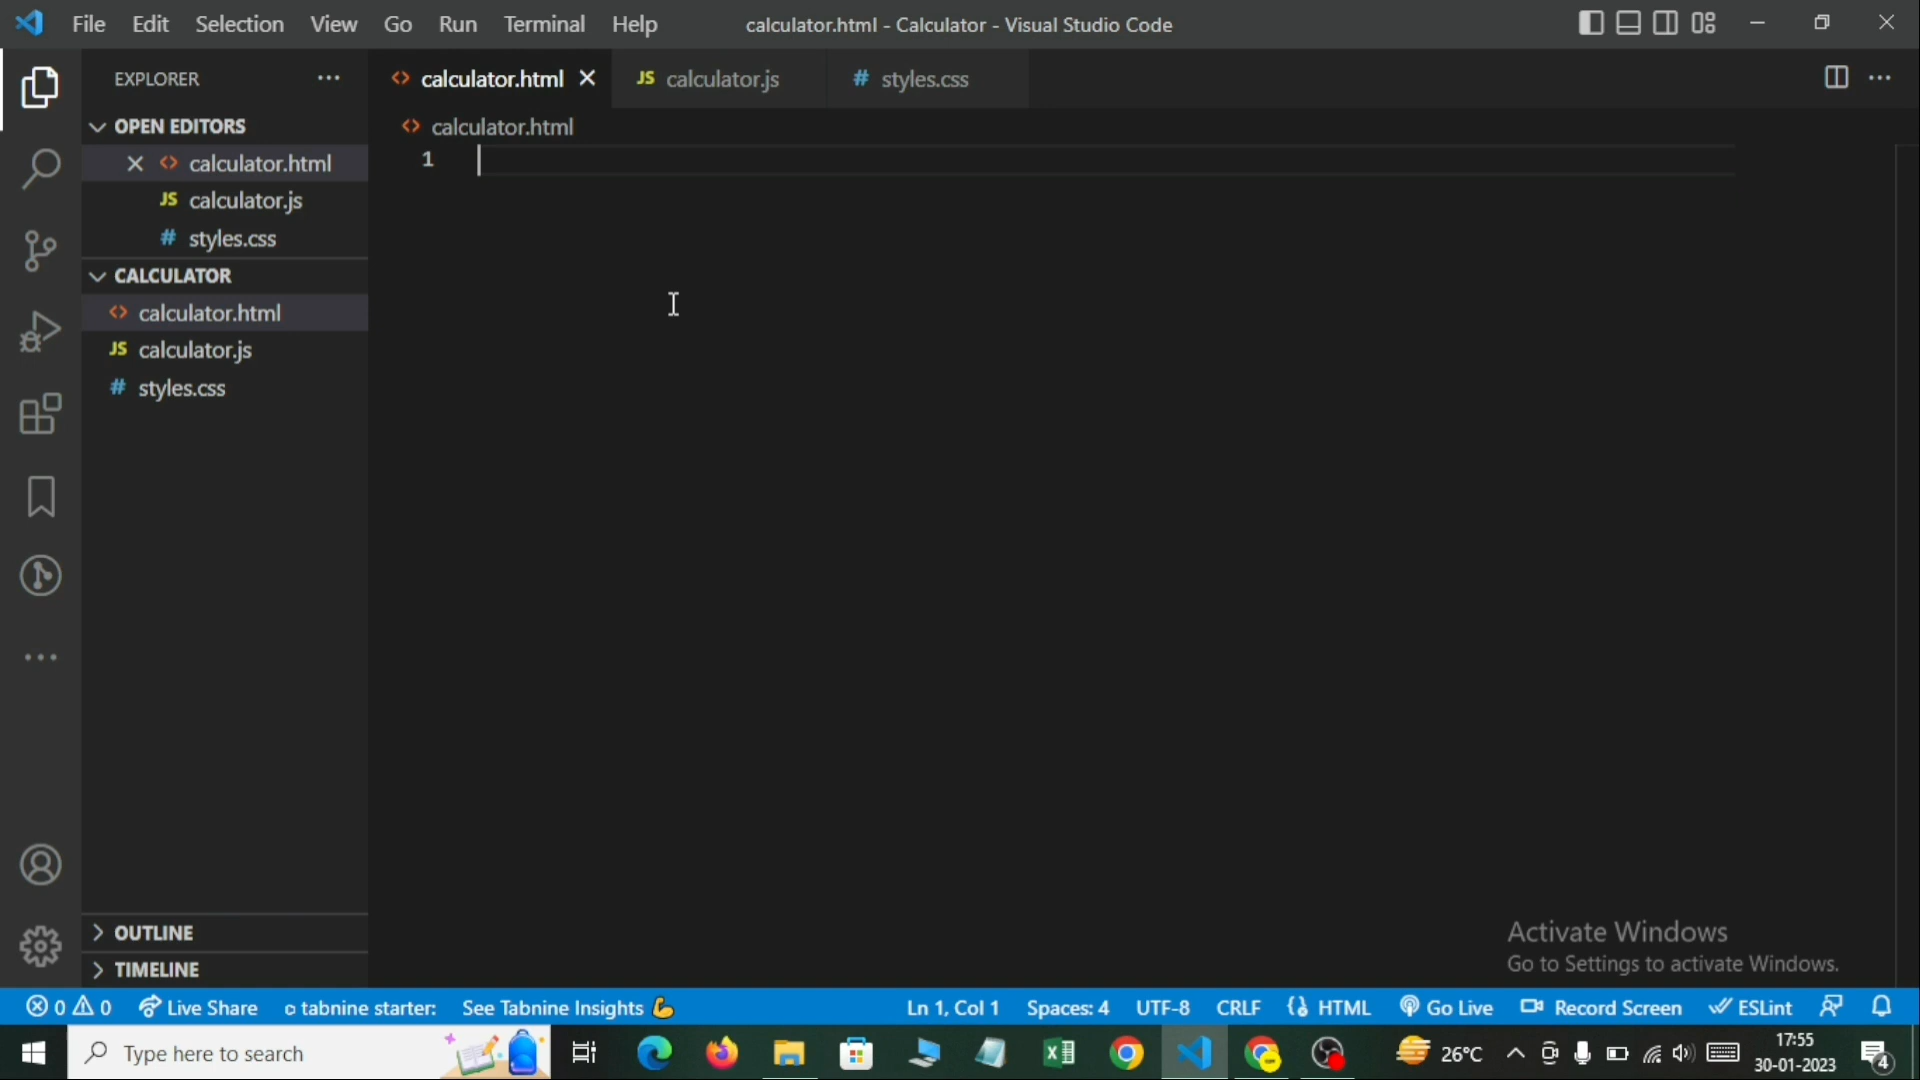 File Edit Selection View Go Run Terminal Help calculator.html - Calculator - Visual Studio Code
EXPLORER
calculator.html
JS calculator.js
# styles.css
OPEN EDITORS
calculator.html
calculator.html
1
JS calculator.js
# styles.css
CALCULATOR
calculator.html
JS calculator.js
# styles.css
OUTLINE
TIMELINE
Activate Windows
Go to Settings to activate Windows.
0 0 Live Share tabnine starter: See Tabnine Insights Ln 1, Col 1 Spaces: 4 UTF-8 CRLF HTML Go Live Record Screen ESLint
Type here to search
26°C
17:55
30-01-2023
4